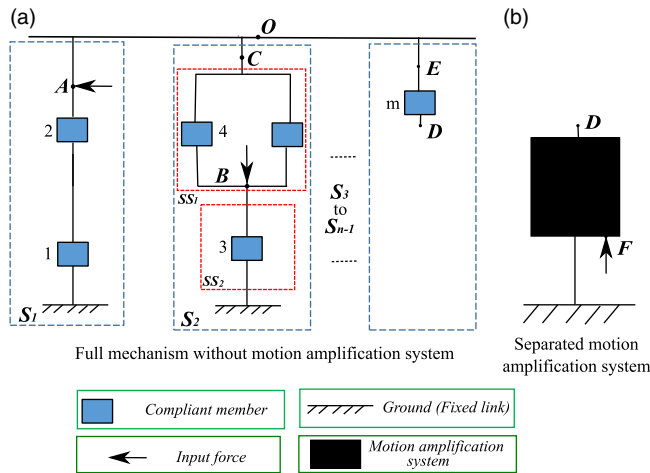 (a)
(b)
O
C
A
E
2
4
m
D
D
B
SS1
S3
to
Sn-1
1
3
SS2
F
S1
S2
Full mechanism without motion amplification system
Separated motion
amplification system
Compliant member
Ground (Fixed link)
Input force
Motion amplification
system